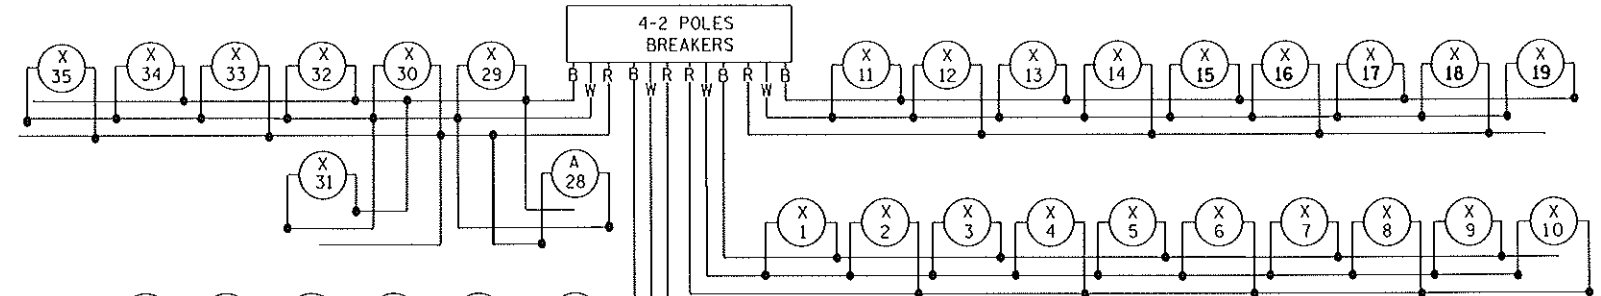 4-2 POLES
BREAKERS
X 35
X 34
X 33
X 32
X 30
X 29
B W R B W R R W B R W B
X 11
X 12
X 13
X 14
X 15
X 16
X 17
X 18
X 19
X 31
A 28
X 1
X 2
X 3
X 4
X 5
X 6
X 7
X 8
X 9
X 10